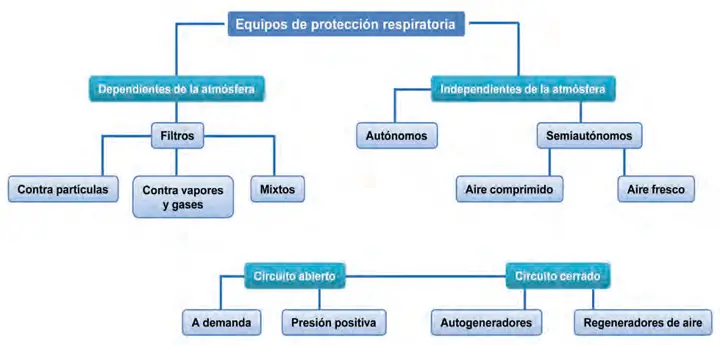 Equipos de protección respiratoria
Dependientes de la atmósfera
Independientes de la atmósfera
Filtros
Autónomos
Semiautónomos
Contra partículas
Contra vapores
y gases
Mixtos
Aire comprimido
Aire fresco
Circuito abierto
Circuito cerrado
A demanda
Presión positiva
Autogeneradores
Regeneradores de aire